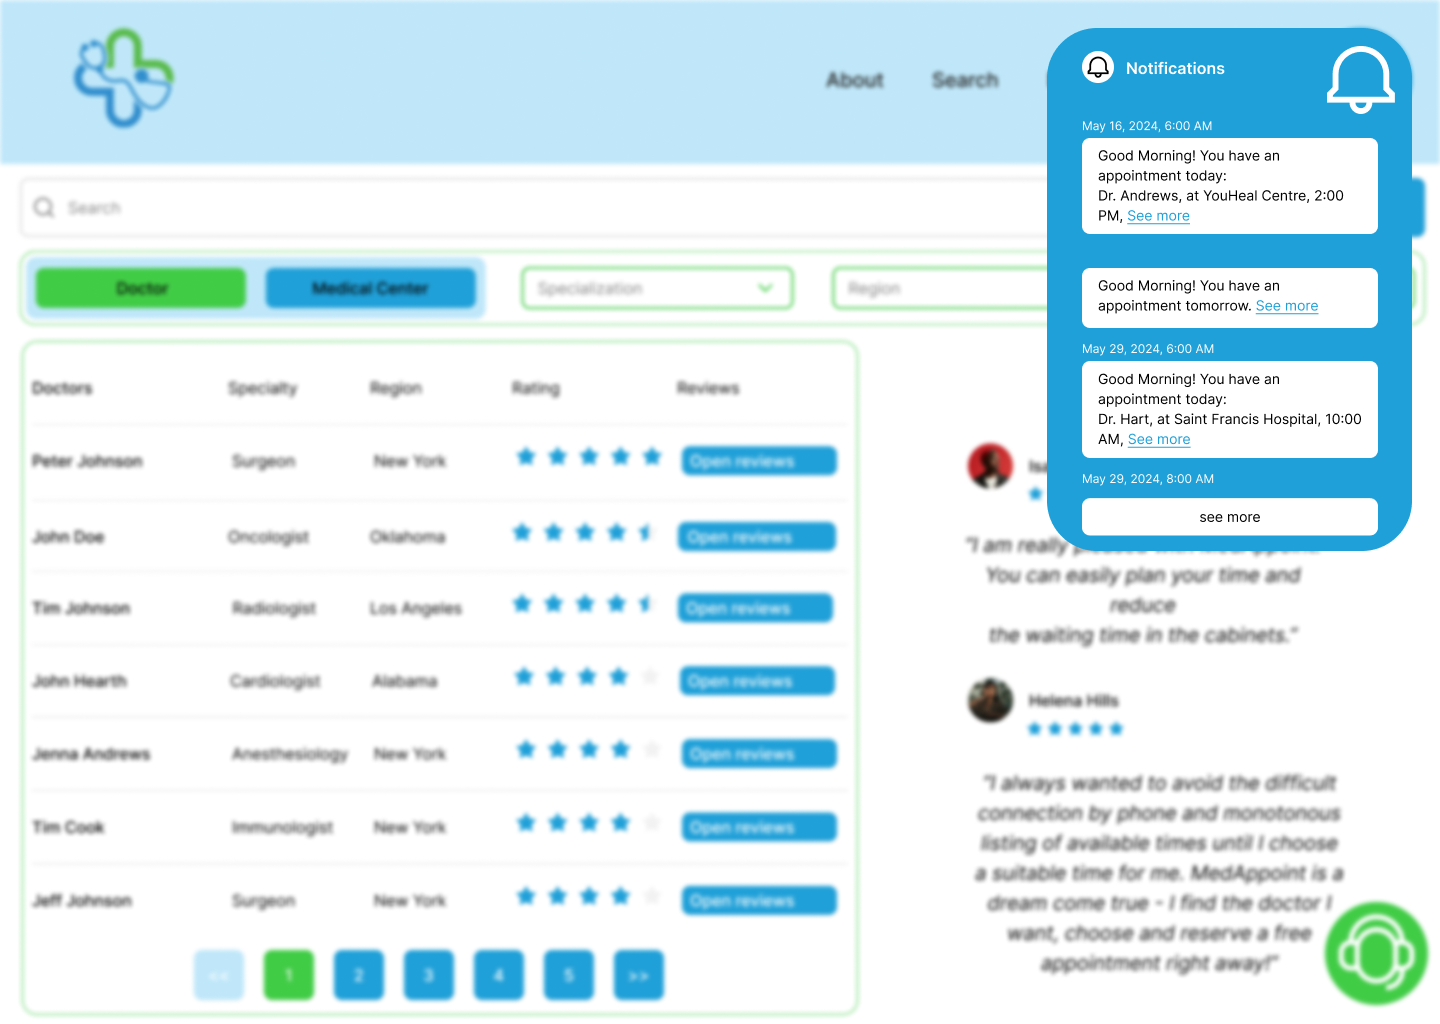 About
Search
Notifications
May 16, 2024, 6:00 AM
Good Morning! You have an
appointment today:
Dr. Andrews, at YouHeal Centre, 2:00
PM, See more
Good Morning! You have an
appointment tomorrow. See more
May 29, 2024, 6:00 AM
Good Morning! You have an
appointment today:
Dr. Hart, at Saint Francis Hospital, 10:00
AM, See more
May 29, 2024, 8:00 AM
see more
Search
Doctor
Medical Center
Specialization
Region
Doctors Specialty Region Rating Reviews
Peter Johnson Surgeon New York Open reviews
John Doe Oncologist Oklahoma Open reviews
Tim Johnson Radiologist Los Angeles Open reviews
John Hearth Cardiologist Alabama Open reviews
Jenna Andrews Anesthesiology New York Open reviews
Tim Cook Immunologist New York Open reviews
Jeff Johnson Surgeon New York Open reviews
<< 1 2 3 4 5 >>
"I am really
You can easily plan your time and
reduce
the waiting time in the cabinets."
Helena Hills
"I always wanted to avoid the difficult
connection by phone and monotonous
listing of available times until I choose
a suitable time for me. MedAppoint is a
dream come true - I find the doctor I
want, choose and reserve a free
appointment right away!"